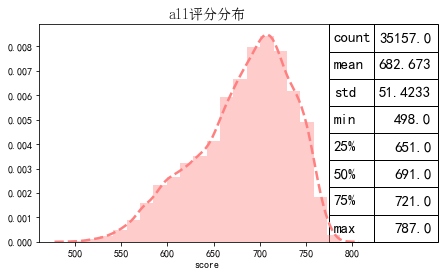 all评分分布
0.008
0.007
0.006
0.005
0.004
0.003
0.002
0.001
0.000
500 550 600 650 700 750 800
score
count 35157.0
mean 682.673
std 51.4233
min 498.0
25% 651.0
50% 691.0
75% 721.0
max 787.0